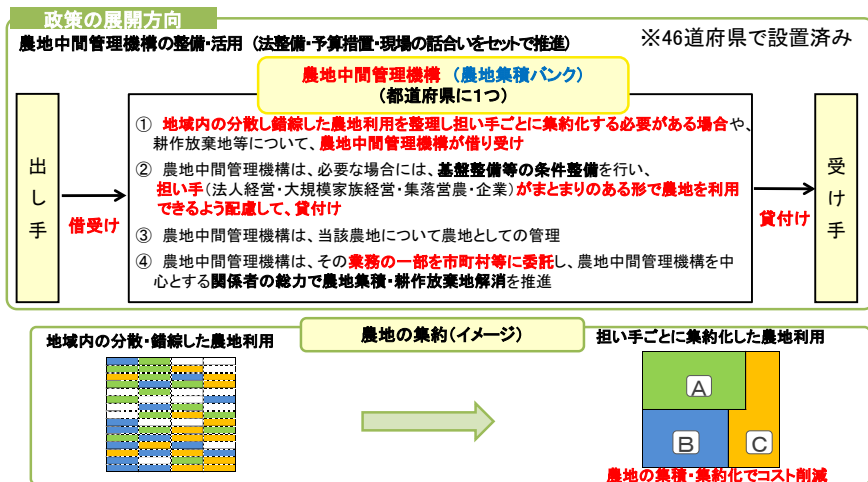 政策の展開方向
農地中間管理機構の整備・活用（法整備・予算措置・現場の話合いをセットで推進）
※46道府県で設置済み
農地中間管理機構（農地集積バンク）
（都道府県に１つ）
出し手
借受け
① 地域内の分散し錯綜した農地利用を整理し担い手ごとに集約化する必要がある場合や、
耕作放棄地等について、農地中間管理機構が借り受け
② 農地中間管理機構は、必要な場合には、基盤整備等の条件整備を行い、
担い手（法人経営・大規模家族経営・集落営農・企業）がまとまりのある形で農地を利用
できるよう配慮して、貸付け
③ 農地中間管理機構は、当該農地について農地としての管理
④ 農地中間管理機構は、その業務の一部を市町村等に委託し、農地中間管理機構を中
心とする関係者の総力で農地集積・耕作放棄地解消を推進
貸付け
受け手
農地の集約（イメージ）
地域内の分散・錯綜した農地利用
担い手ごとに集約化した農地利用
A
B
C
農地の集積・集約化でコスト削減